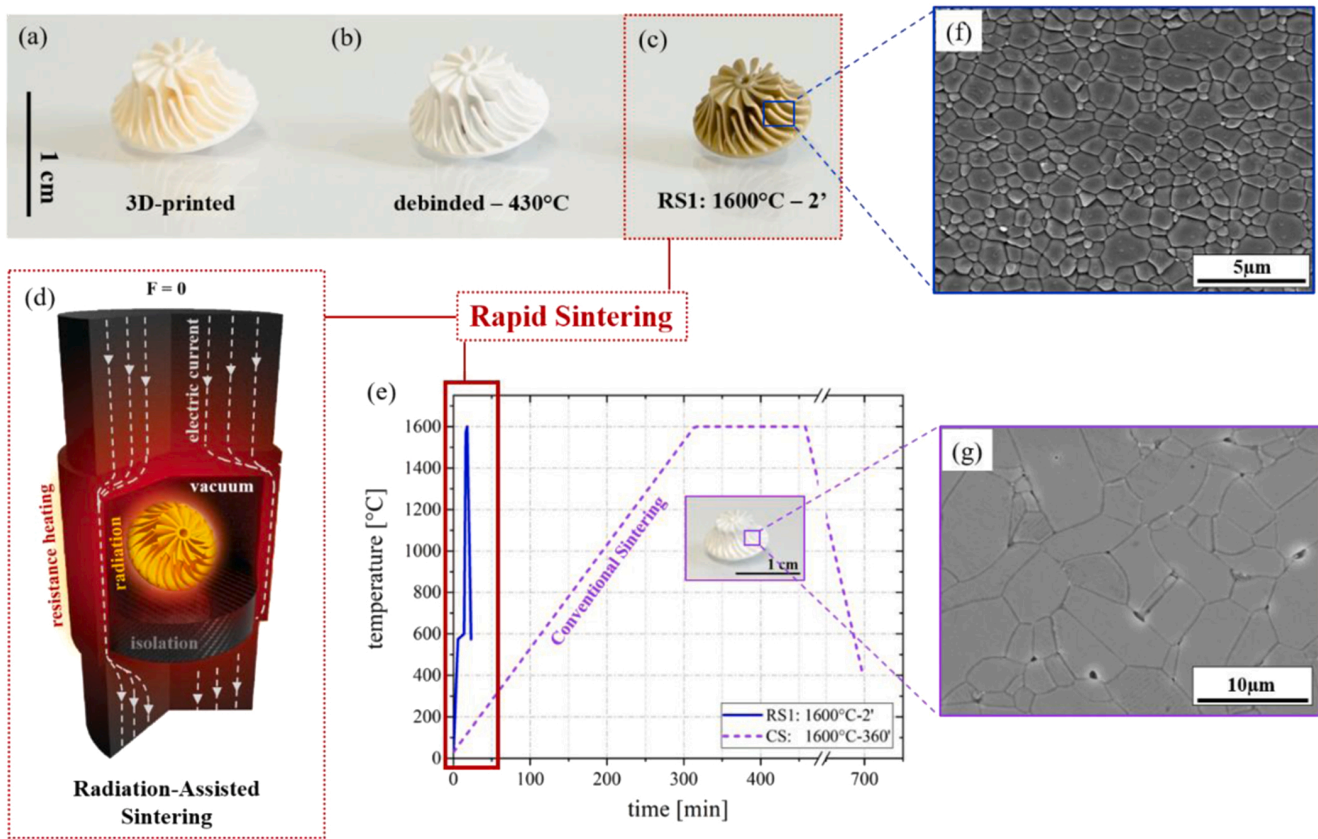 (a)
(b)
(c)
1 cm
3D-printed
debinded – 430°C
RS1: 1600°C – 2’
(f)
5μm
(d)
F = 0
electric current
vacuum
resistance heating
radiation
isolation
Radiation-Assisted
Sintering
Rapid Sintering
(e)
temperature [°C]
1600
1400
1200
1000
800
600
400
200
0
Conventional Sintering
1 cm
RS1: 1600°C-2'
CS: 1600°C-360'
0
100
200
300
400
700
time [min]
(g)
10μm